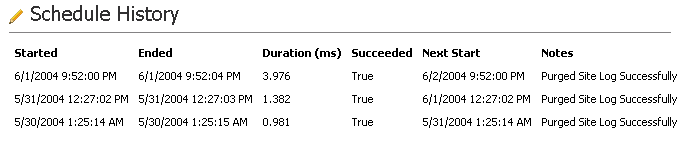 Schedule History
Started Ended Duration (ms) Succeeded Next Start Notes
6/1/2004 9:52:00 PM 6/1/2004 9:52:04 PM 3.976 True 6/2/2004 9:52:00 PM Purged Site Log Successfully
5/31/2004 12:27:02 PM 5/31/2004 12:27:03 PM 1.382 True 6/1/2004 12:27:02 PM Purged Site Log Successfully
5/30/2004 1:25:14 AM 5/30/2004 1:25:15 AM 0.981 True 5/31/2004 1:25:14 AM Purged Site Log Successfully